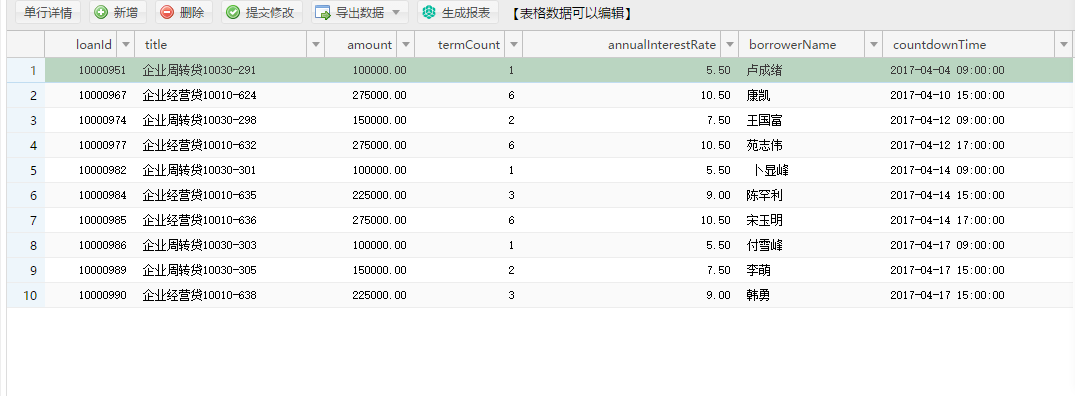 单行详情 新增 删除 提交修改 导出数据 生成报表 【表格数据可以编辑】
loanId title amount termCount annualInterestRate borrowerName countdownTime
1 10000951 企业周转贷10030-291 100000.00 1 5.50 卢成绪 2017-04-04 09:00:00
2 10000967 企业经营贷10010-624 275000.00 6 10.50 康凯 2017-04-10 15:00:00
3 10000974 企业周转贷10030-298 150000.00 2 7.50 王国富 2017-04-12 09:00:00
4 10000977 企业经营贷10010-632 275000.00 6 10.50 苑志伟 2017-04-12 17:00:00
5 10000982 企业周转贷10030-301 100000.00 1 5.50 卜显峰 2017-04-14 09:00:00
6 10000984 企业经营贷10010-635 225000.00 3 9.00 陈罕利 2017-04-14 15:00:00
7 10000985 企业经营贷10010-636 275000.00 6 10.50 宋玉明 2017-04-14 17:00:00
8 10000986 企业周转贷10030-303 100000.00 1 5.50 付雪峰 2017-04-17 09:00:00
9 10000989 企业周转贷10030-305 150000.00 2 7.50 李萌 2017-04-17 15:00:00
10 10000990 企业经营贷10010-638 225000.00 3 9.00 韩勇 2017-04-17 15:00:00